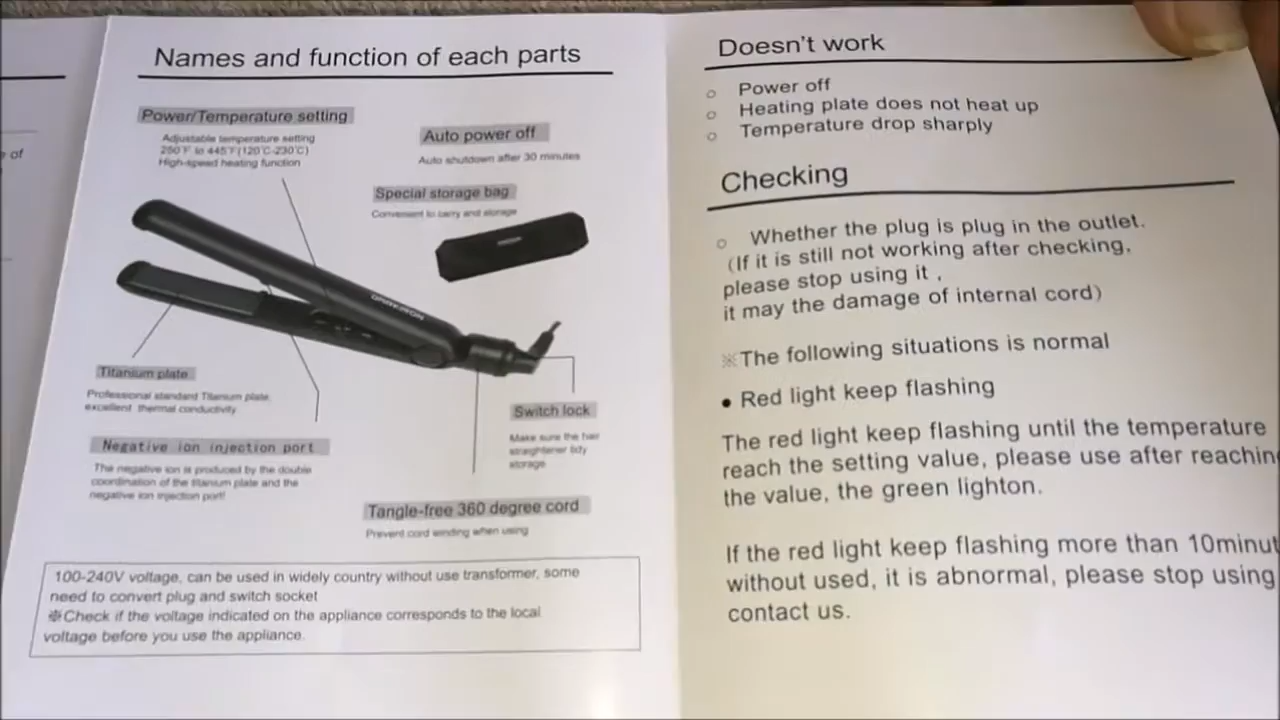 e of
Names and function of each parts
Power/Temperature setting
Adjustable temperature setting
250°F to 445°F(120°C-230°C)
High-speed heating function
Auto power off
Auto shutdown after 30 minutes
Special storage bag
Convenient to carry and storage
Titanium plate
Professional standard Titanium plate,
excellent thermal conductivity
Negative ion injection port
The negative ion is produced by the double
coordination of the titanium plate and the
negative ion injection port!
Switch lock
Make sure the hair
straightener tidy
storage
Tangle-free 360 degree cord
Prevent cord winding when using
100-240V voltage, can be used in widely country without use transformer, some
need to convert plug and switch socket
※Check if the voltage indicated on the appliance corresponds to the local
voltage before you use the appliance.
Doesn't work
○ Power off
○ Heating plate does not heat up
○ Temperature drop sharply
Checking
○ Whether the plug is plug in the outlet.
(If it is still not working after checking,
please stop using it ,
it may the damage of internal cord)
※The following situations is normal
● Red light keep flashing
The red light keep flashing until the temperature
reach the setting value, please use after reachin
the value, the green lighton.
If the red light keep flashing more than 10minut
without used, it is abnormal, please stop using
contact us.